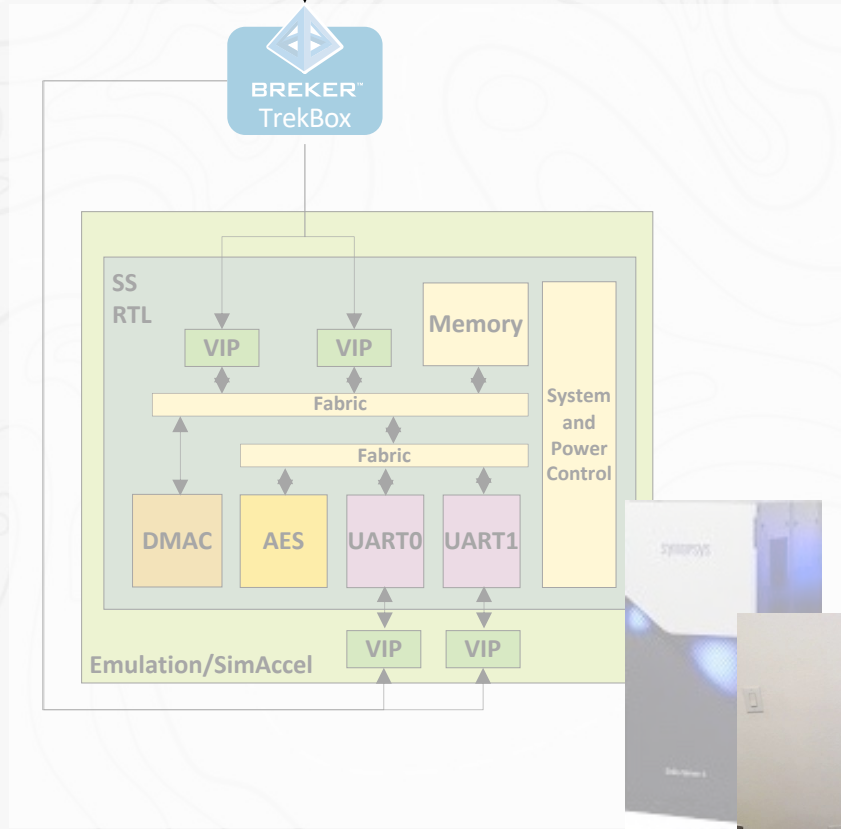 BREKER™
TrekBox
SS
RTL
Memory
VIP
VIP
System
and
Power
Control
Fabric
Fabric
DMAC
AES
UART0
UART1
VIP
VIP
Emulation/SimAccel
SYNOPSYS